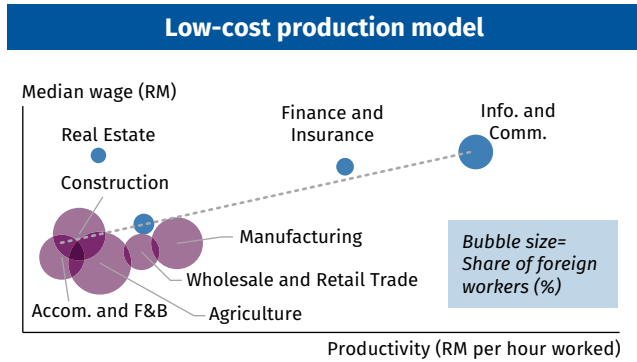 Low-cost production model
Median wage (RM)
Finance and
Insurance
Info. and
Comm.
Real Estate
Construction
Manufacturing
Bubble size=
Share of foreign
workers (%)
Wholesale and Retail Trade
Accom. and F&B
Agriculture
Productivity (RM per hour worked)